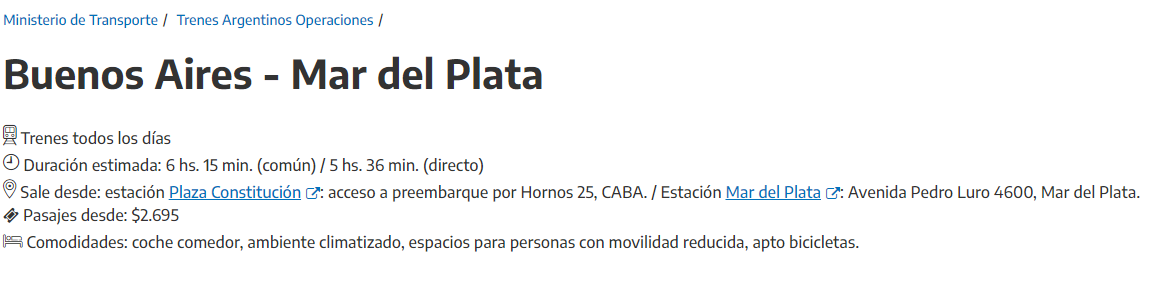 Ministerio de Transporte / Trenes Argentinos Operaciones /
Buenos Aires - Mar del Plata
Trenes todos los días
Duración estimada: 6 hs. 15 min. (común) / 5 hs. 36 min. (directo)
Sale desde: estación Plaza Constitución : acceso a preembarque por Hornos 25, CABA. / Estación Mar del Plata : Avenida Pedro Luro 4600, Mar del Plata.
Pasajes desde: $2.695
Comodidades: coche comedor, ambiente climatizado, espacios para personas con movilidad reducida, apto bicicletas.